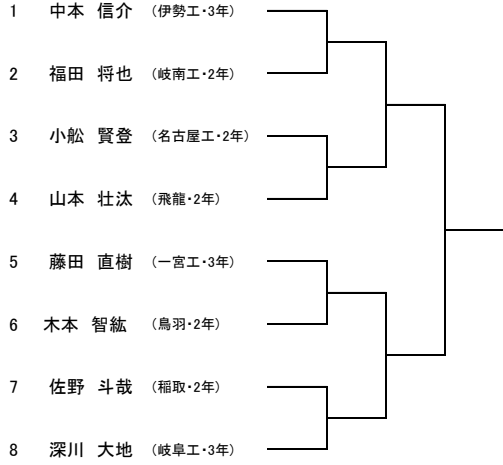 1 中本 信介 （伊勢工・3年）
2 福田 将也 （岐南工・2年）
3 小舩 賢登 （名古屋工・2年）
4 山本 壮汰 （飛龍・2年）
5 藤田 直樹 （一宮工・3年）
6 木本 智紘 （鳥羽・2年）
7 佐野 斗哉 （稲取・2年）
8 深川 大地 （岐阜工・3年）